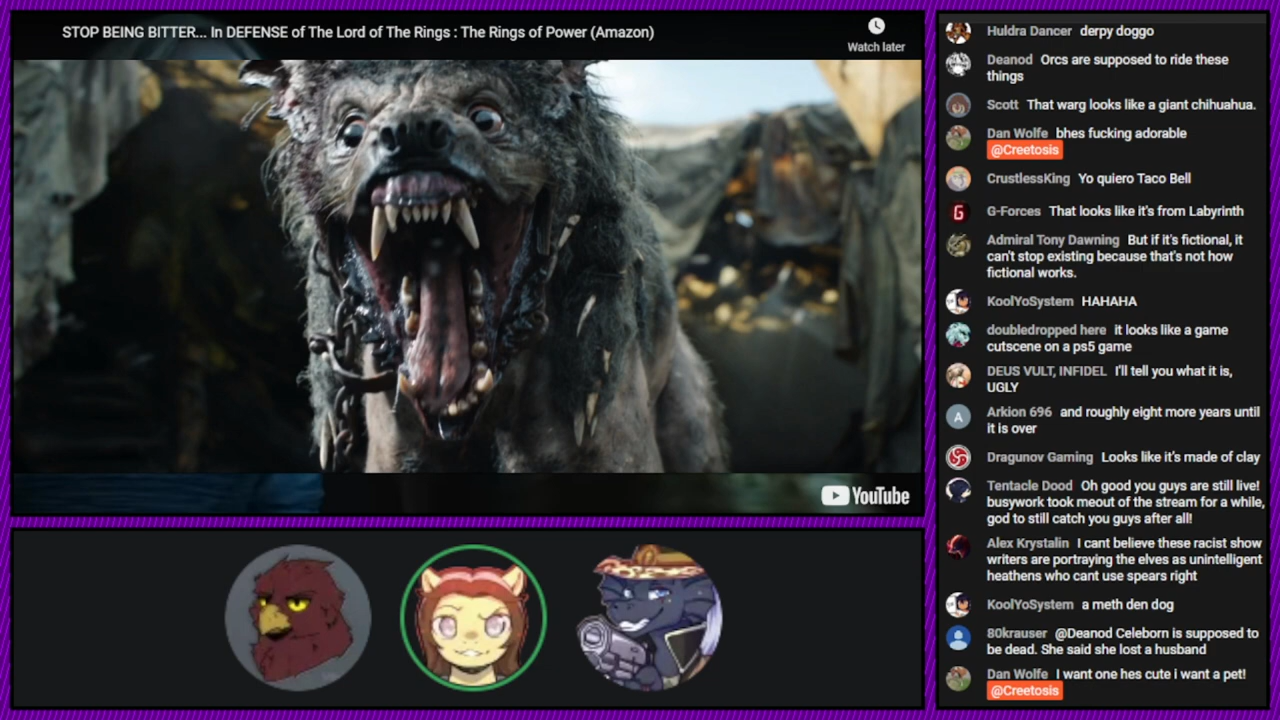 STOP BEING BITTER... In DEFENSE of The Lord of The Rings : The Rings of Power (Amazon)
Watch later
YouTube
Huldra Dancer derpy doggo
Deanod Orcs are supposed to ride these
things
Scott That warg looks like a giant chihuahua.
Dan Wolfe bhes fucking adorable
@Creetosis
CrustlessKing Yo quiero Taco Bell
G
G-Forces That looks like it's from Labyrinth
Admiral Tony Dawning But if it's fictional, it
can't stop existing because that's not how
fictional works.
KoolYoSystem HAHAHA
doubledropped here it looks like a game
cutscene on a ps5 game
DEUS VULT, INFIDEL I'll tell you what it is,
UGLY
A
Arkion 696 and roughly eight more years until
it is over
Dragunov Gaming Looks like it's made of clay
Tentacle Dood Oh good you guys are still live!
busywork took meout of the stream for a while,
god to still catch you guys after all!
Alex Krystalin I cant believe these racist show
writers are portraying the elves as unintelligent
heathens who cant use spears right
KoolYoSystem a meth den dog
80krauser @Deanod Celeborn is supposed to
be dead. She said she lost a husband
Dan Wolfe I want one hes cute i want a pet!
@Creetosis